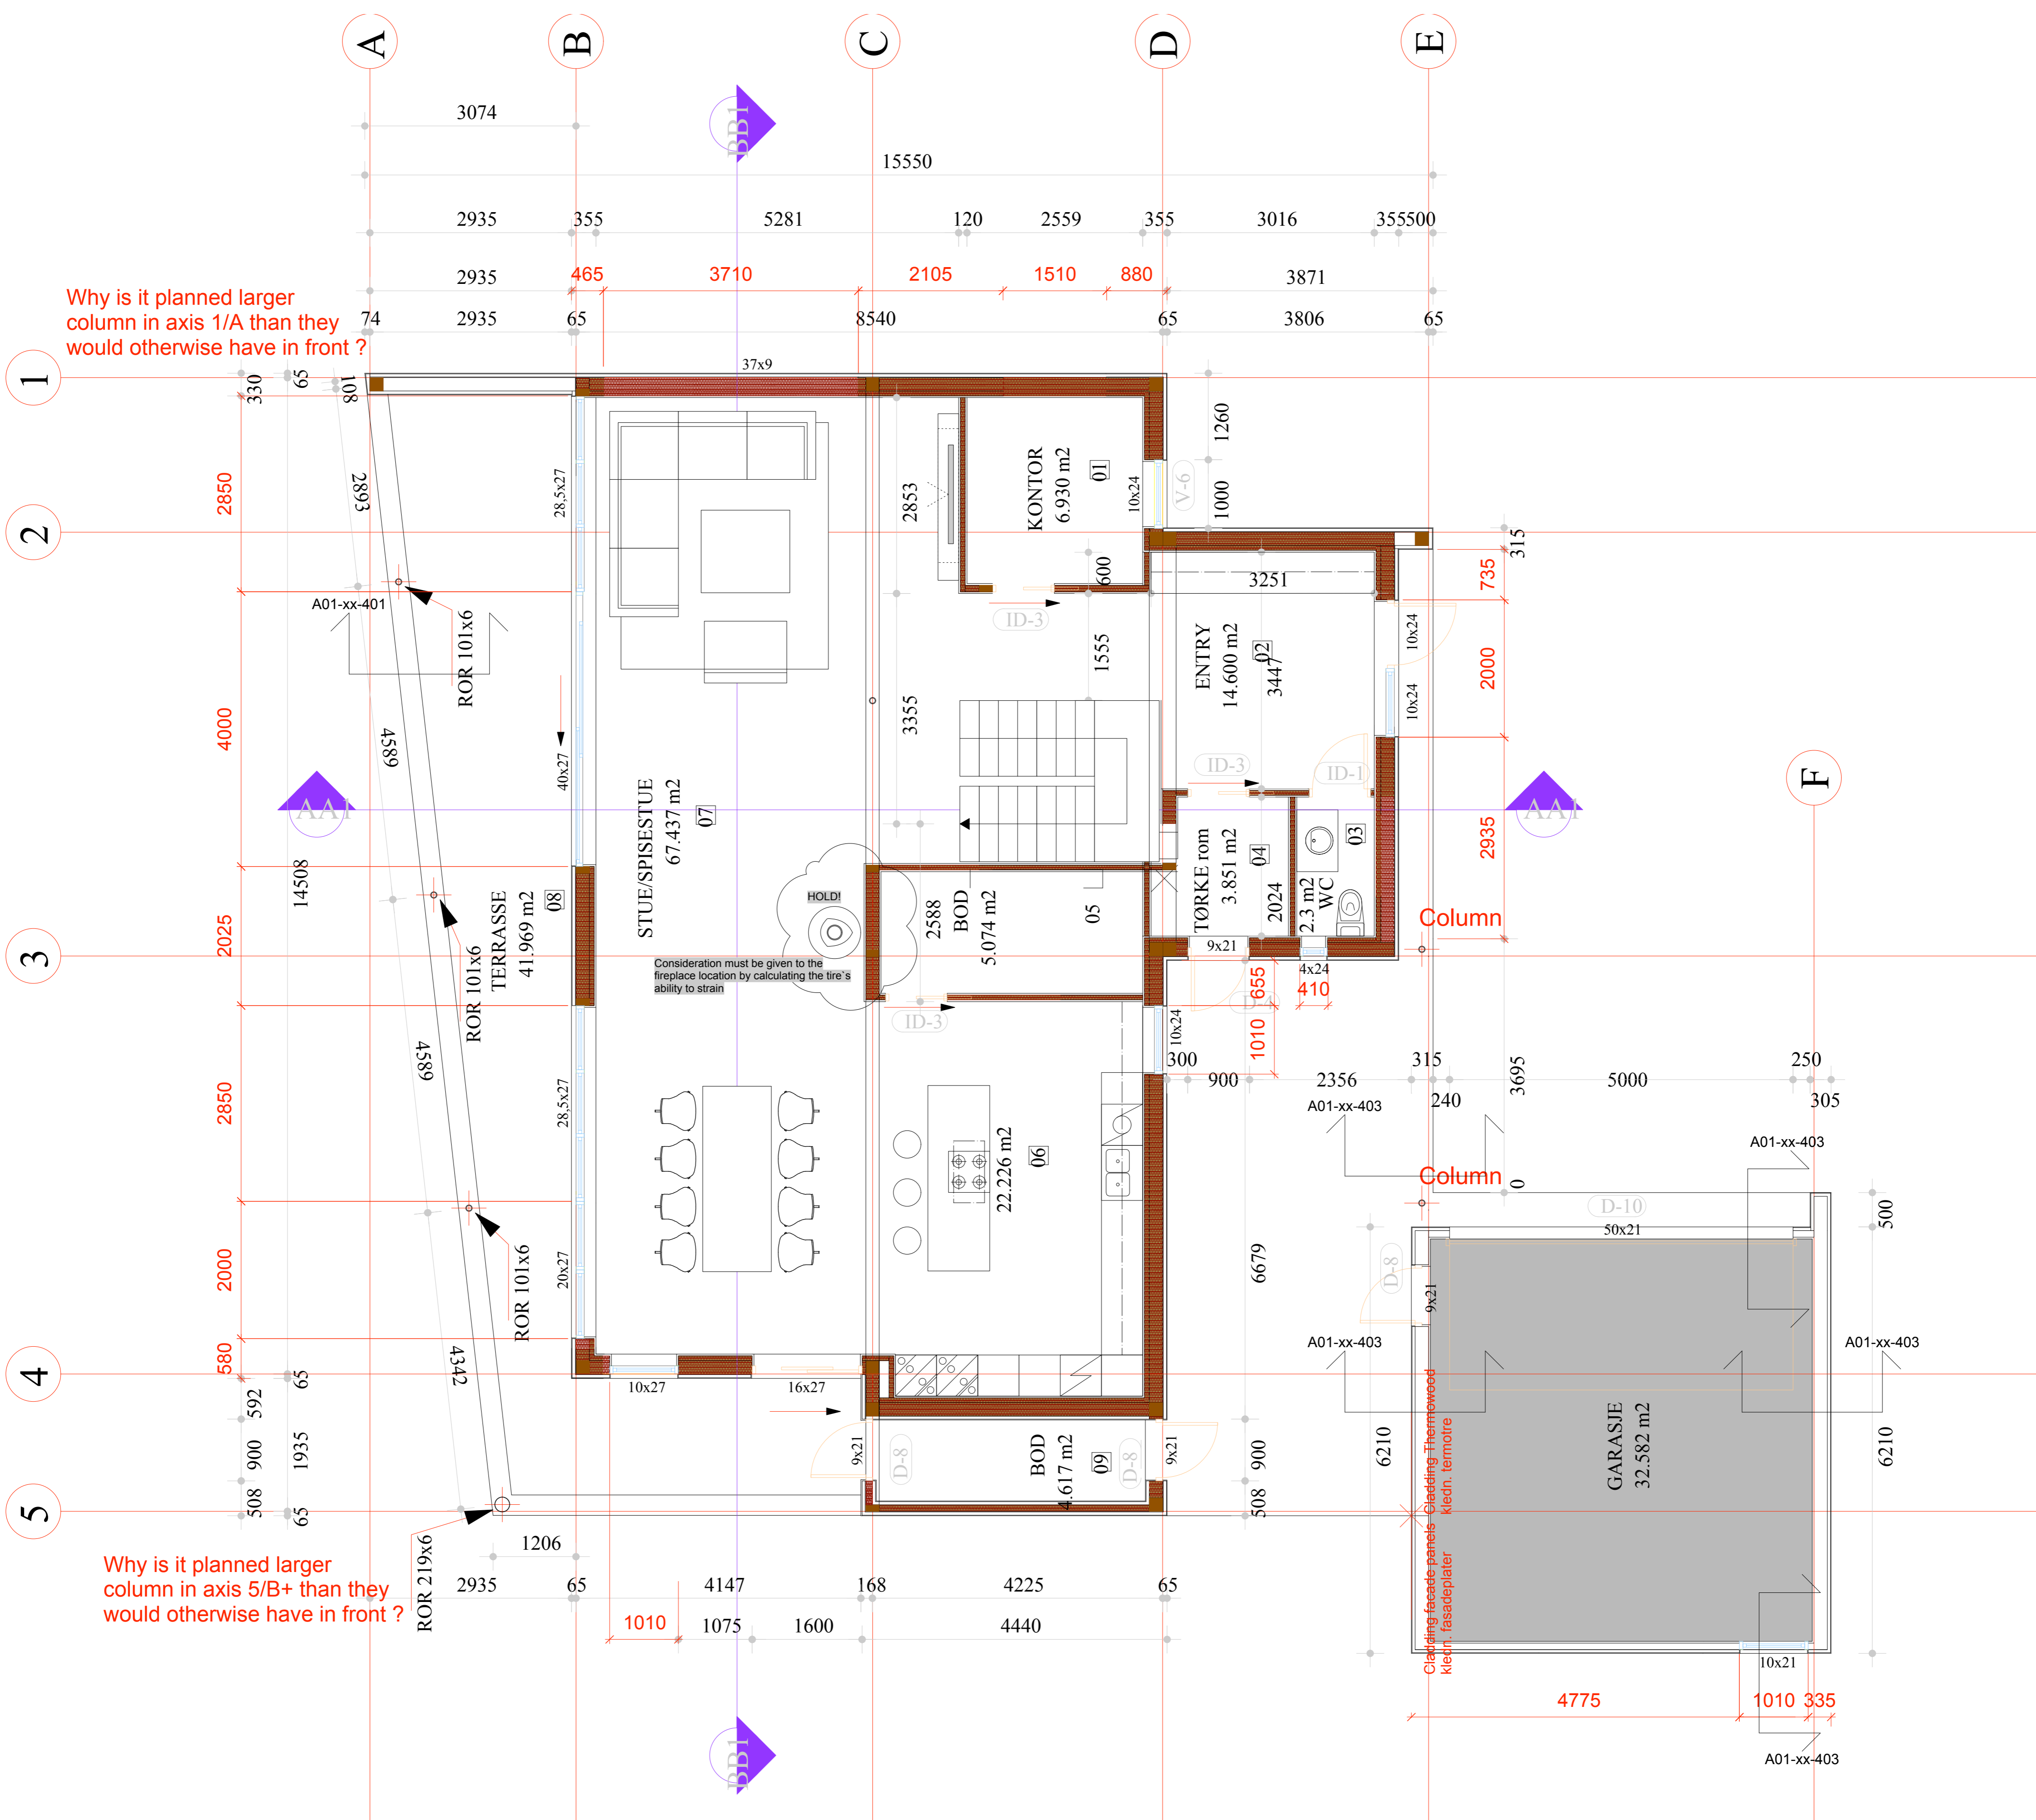 A
B
C
D
E
3074
BB1
15550
2935
355
5281
120
2559
355
3016
355500
2935
465
3710
2105
1510
880
3871
Why is it planned larger
column in axis 1/A than they
would otherwise have in front ?
74
2935
65
8540
65
3806
65
37x9
1
330
65
108
1260
2850
2893
28,5x27
2853
KONTOR
6.930 m2
01
10x24
V-6
1000
2
315
735
600
3251
A01-xx-401
ROR 101x6
ID-3
1555
ENTRY
14.600 m2
02
3447
10x24
2000
10x24
4000
4589
40x27
3355
ID-3
ID-1
F
AA1
STUE/SPISESTUE
67.437 m2
07
AA1
2935
03
14508
TERRASSE
41.969 m2
08
HOLD!
2588
BOD
5.074 m2
05
TØRKE rom
3.851 m2
04
2024
2.3 m2
WC
Column
2025
3
ROR 101x6
Consideration must be given to the
fireplace location by calculating the tire`s
ability to strain
9x21
4x24
655
410
D-4
ID-3
10x24
1010
4589
300
900
2356
315
240
3695
5000
250
305
2850
28,5x27
A01-xx-403
A01-xx-403
22.226 m2
06
Column
0
D-10
50x21
500
2000
20x27
ROR 101x6
6679
D-8
9x21
580
4342
A01-xx-403
A01-xx-403
4
65
592
10x27
16x27
900
1935
9x21
D-8
BOD
4.617 m2
09
D-8
9x21
900
6210
GARASJE
32.582 m2
6210
Cladding facade panels
kledn. fasadeplater
Cladding Thermowood
kledn. termotre
5
508
65
508
1206
ROR 219x6
Why is it planned larger
column in axis 5/B+ than they
would otherwise have in front ?
2935
65
4147
168
4225
65
1010
1075
1600
4440
10x21
4775
1010
335
BB1
A01-xx-403